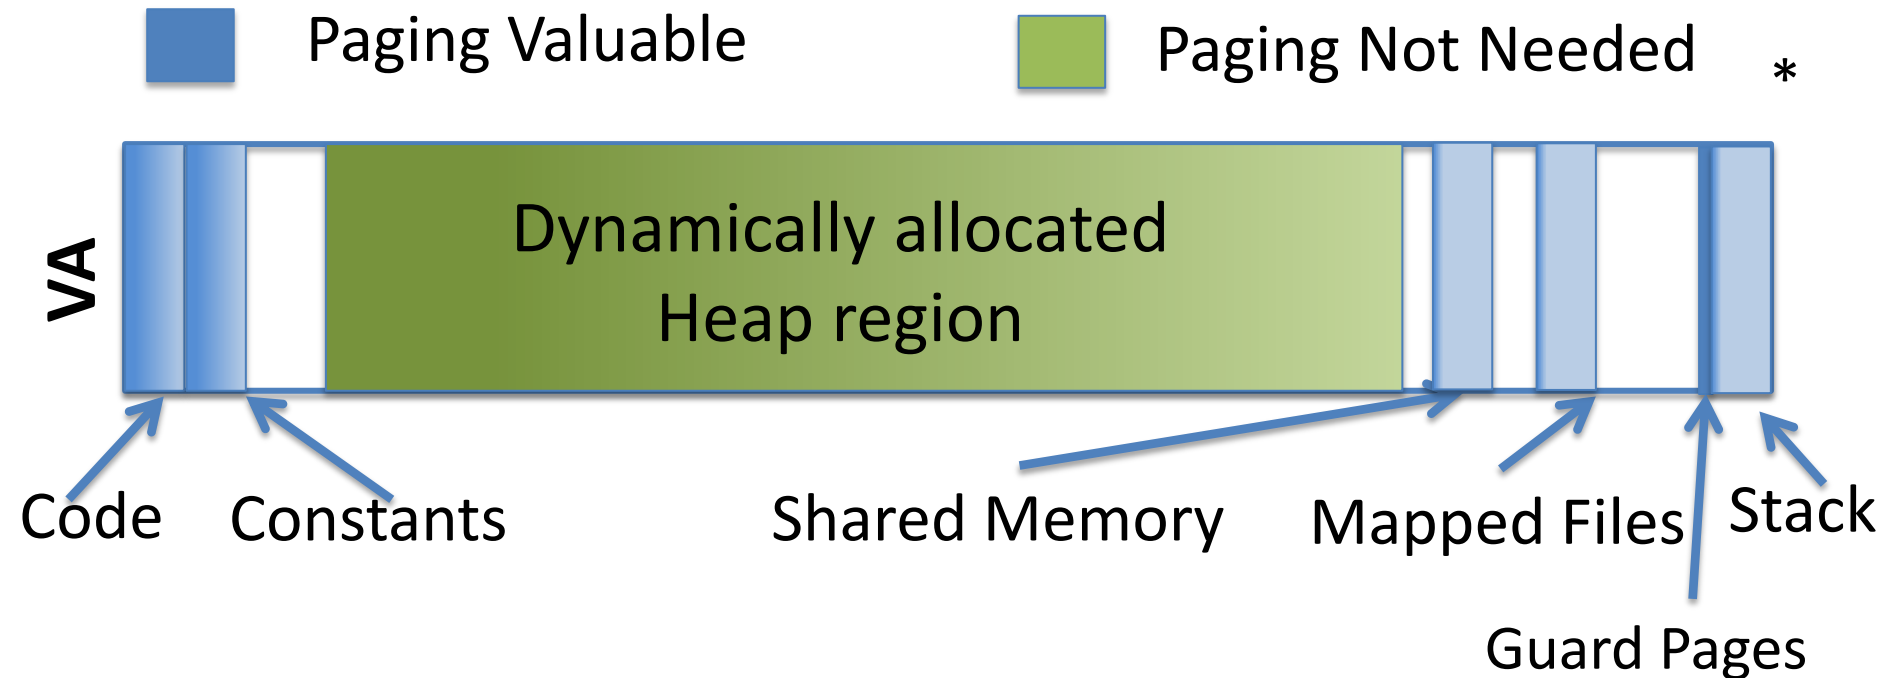 Paging Valuable
Paging Not Needed *
VA
Dynamically allocated
Heap region
Code
Constants
Shared Memory
Mapped Files
Stack
Guard Pages